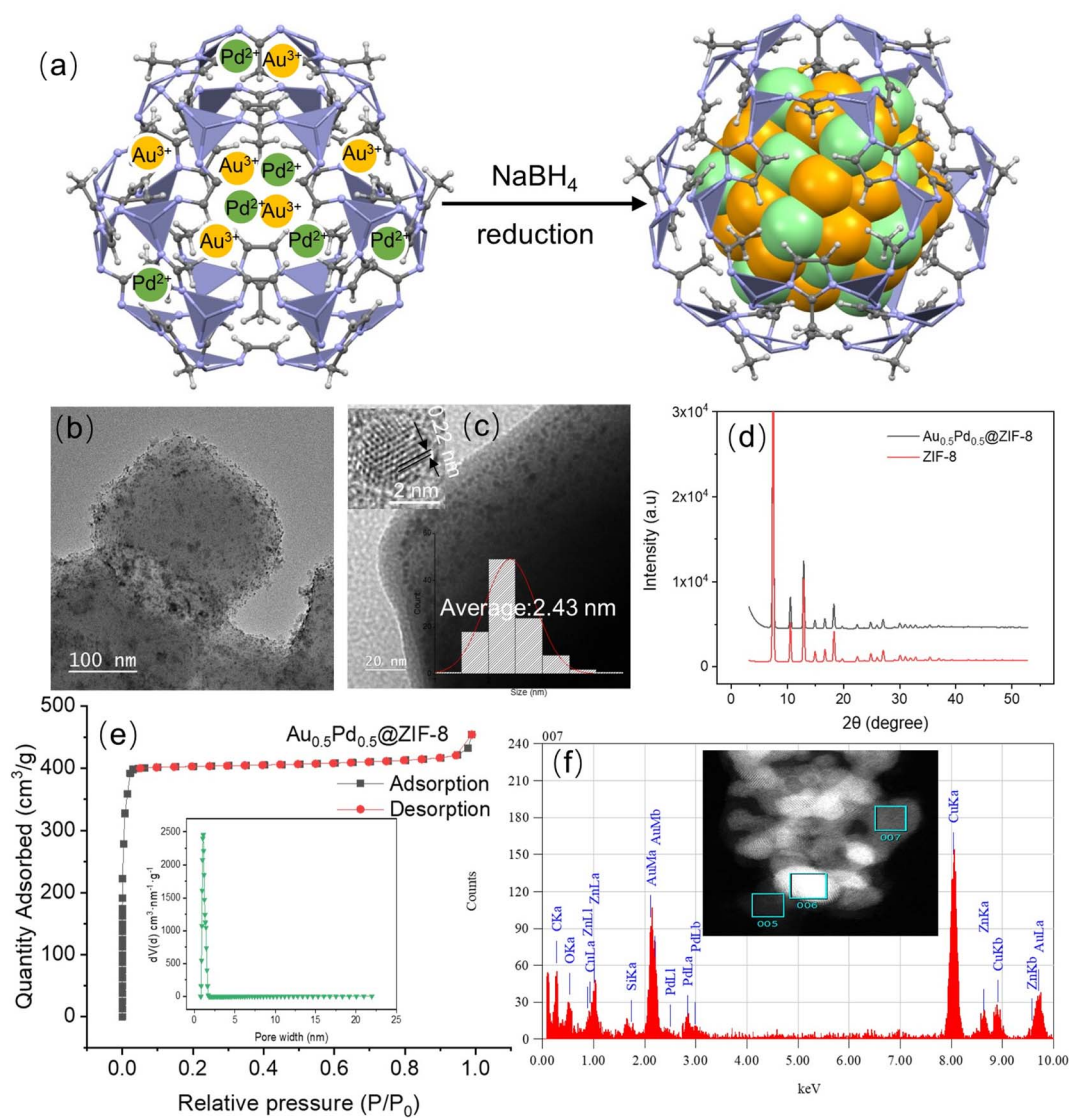 (a)
Pd2+
Au3+
Au3+
Au3+
Au3+
Pd2+
Pd2+
Au3+
Au3+
Pd2+
Pd2+
Pd2+
NaBH4
reduction
(b)
100 nm
(c)
0.22 nm
2 nm
60
40
20
0
Count
Average:2.43 nm
20 nm
Size (nm)
(d)
3x10^4
2x10^4
1x10^4
0
Intensity (a.u)
Au0.5Pd0.5@ZIF-8
ZIF-8
0 10 20 30 40 50
2θ (degree)
(e)
Au0.5Pd0.5@ZIF-8
Adsorption
Desorption
500
400
300
200
100
0
Quantity Adsorbed (cm3/g)
2500
2000
1500
1000
500
0
dV(d) cm3·nm-1·g-1
0 5 10 15 20 25
Pore width (nm)
0.0 0.2 0.4 0.6 0.8 1.0
Relative pressure (P/P0)
(f)
007
240
210
180
150
120
90
60
30
0
Counts
CKa
OKa
CuLa
ZnLl
ZnLa
SiKa
AuMa
AuMb
PdLl
PdLa
PdLb
CuKa
ZnKa
CuKb
ZnKb
AuLa
007
006
005
0.00 1.00 2.00 3.00 4.00 5.00 6.00 7.00 8.00 9.00 10.00
keV